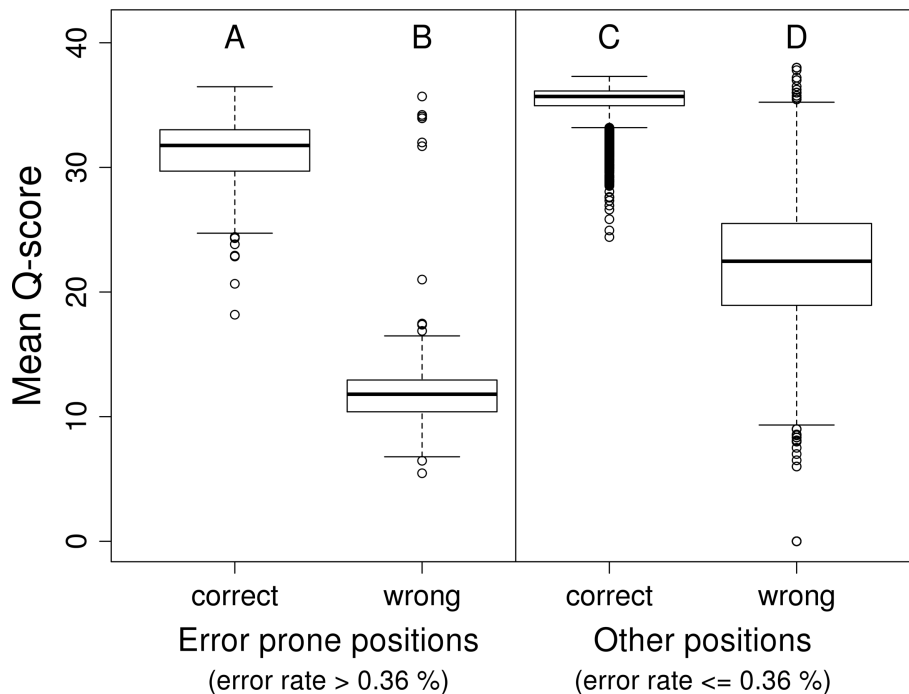 A B C D
Mean Q-score
40
30
20
10
0
correct wrong correct wrong
Error prone positions Other positions
(error rate > 0.36 %) (error rate <= 0.36 %)